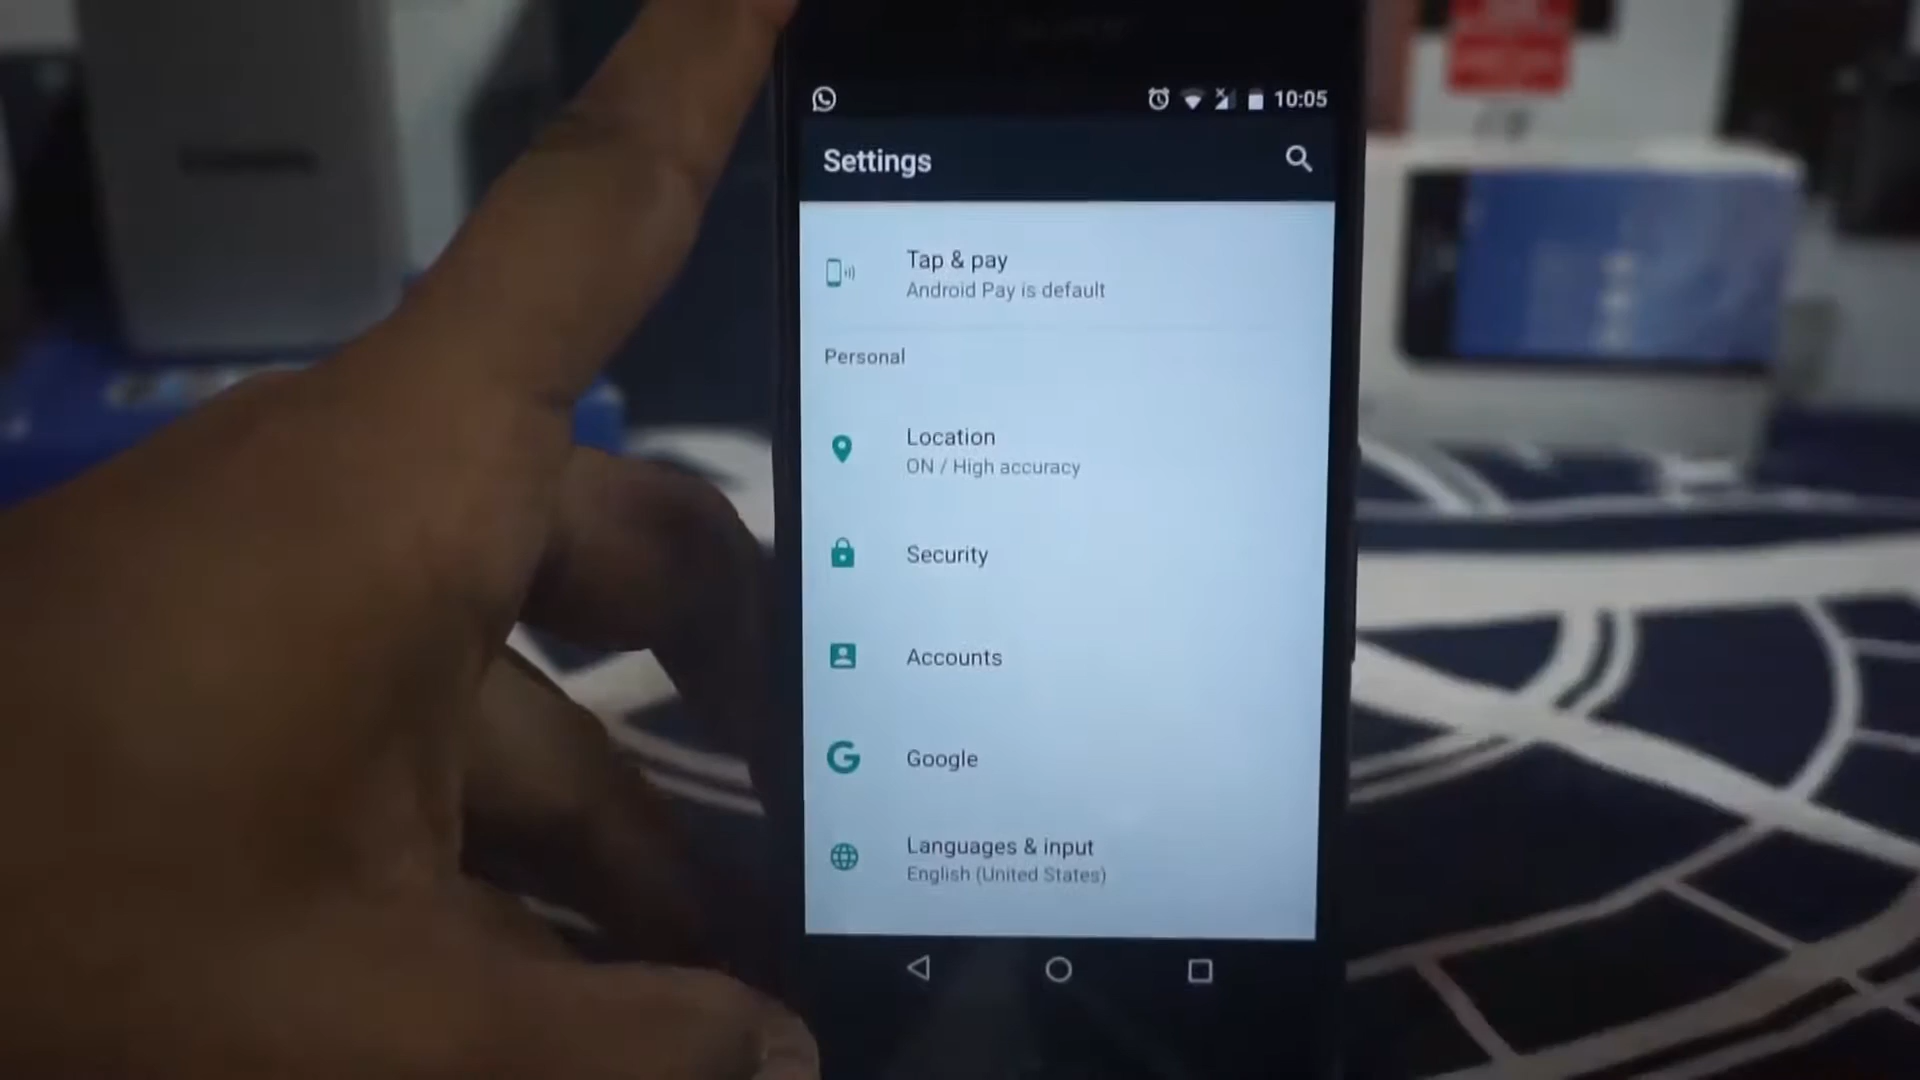 10:05
Settings
Tap & pay
Android Pay is default
Personal
Location
ON / High accuracy
Security
Accounts
Google
Languages & input
English (United States)